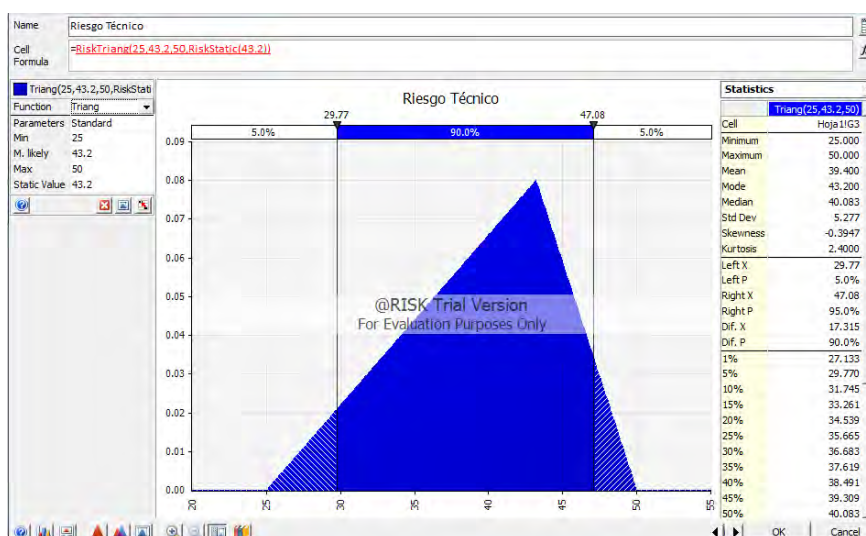 Name Riesgo Técnico
Cell Formula =RiskTriang(25,43.2,50,RiskStatic(43.2))
Triang(25,43.2,50,RiskStati
Function Triang
Parameters Standard
Min 25
M. likely 43.2
Max 50
Static Value 43.2
Riesgo Técnico
29.77 47.08
5.0% 90.0% 5.0%
0.09
0.08
0.07
0.06
0.05
0.04
0.03
0.02
0.01
0.00
20 25 30 35 40 45 50 55
@RISK Trial Version
For Evaluation Purposes Only
Statistics
Triang(25,43.2,50)
Cell Hoja1!G3
Minimum 25.000
Maximum 50.000
Mean 39.400
Mode 43.200
Median 40.083
Std Dev 5.277
Skewness -0.3947
Kurtosis 2.4000
Left X 29.77
Left P 5.0%
Right X 47.08
Right P 95.0%
Dif. X 17.315
Dif. P 90.0%
1% 27.133
5% 29.770
10% 31.745
15% 33.261
20% 34.539
25% 35.665
30% 36.683
35% 37.619
40% 38.491
45% 39.309
50% 40.083
OK Cancel